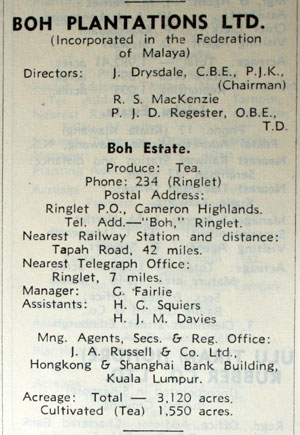 BOH PLANTATIONS LTD.
(Incorporated in the Federation
of Malaya)
Directors: J. Drysdale, C.B.E., P.J.K.,
(Chairman)
R. S. MacKenzie
P. J. D. Regester, O.B.E.,
T.D.
Boh Estate.
Produce: Tea.
Phone: 234 (Ringlet)
Postal Address:
Ringlet P.O., Cameron Highlands.
Tel. Add.—"Boh," Ringlet.
Nearest Railway Station and distance:
Tapah Road, 42 miles.
Nearest Telegraph Office:
Ringlet, 7 miles.
Manager: G. Fairlie
Assistants: H. G. Squiers
H. J. M. Davies
Mng. Agents, Secs. & Reg. Office:
J. A. Russell & Co. Ltd.,
Hongkong & Shanghai Bank Building,
Kuala Lumpur.
Acreage: Total — 3,120 acres.
Cultivated (Tea) 1,550 acres.